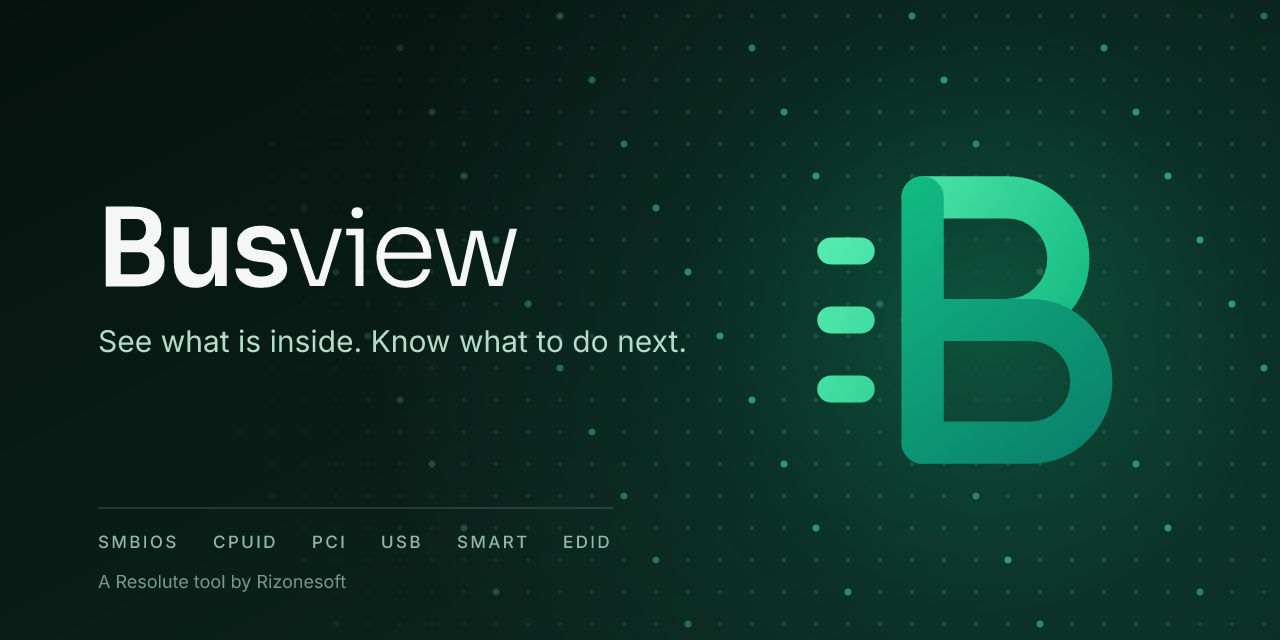 Busview
See what is inside. Know what to do next.
SMBIOS CPUID PCI USB SMART EDID
A Resolute tool by Rizonesoft
B